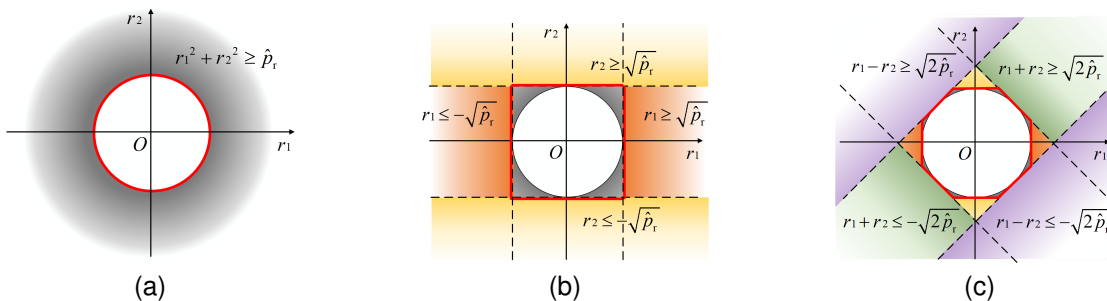 r₂
r₁² + r₂² ≥ p̂ᵣ
O
r₁
(a)
r₂
r₂ ≥ √p̂ᵣ
r₁ ≤ −√p̂ᵣ
r₁ ≥ √p̂ᵣ
O
r₁
r₂ ≤ −√p̂ᵣ
(b)
r₂
r₁ − r₂ ≥ √2p̂ᵣ
r₁ + r₂ ≥ √2p̂ᵣ
O
r₁
r₁ + r₂ ≤ −√2p̂ᵣ
r₁ − r₂ ≤ −√2p̂ᵣ
(c)